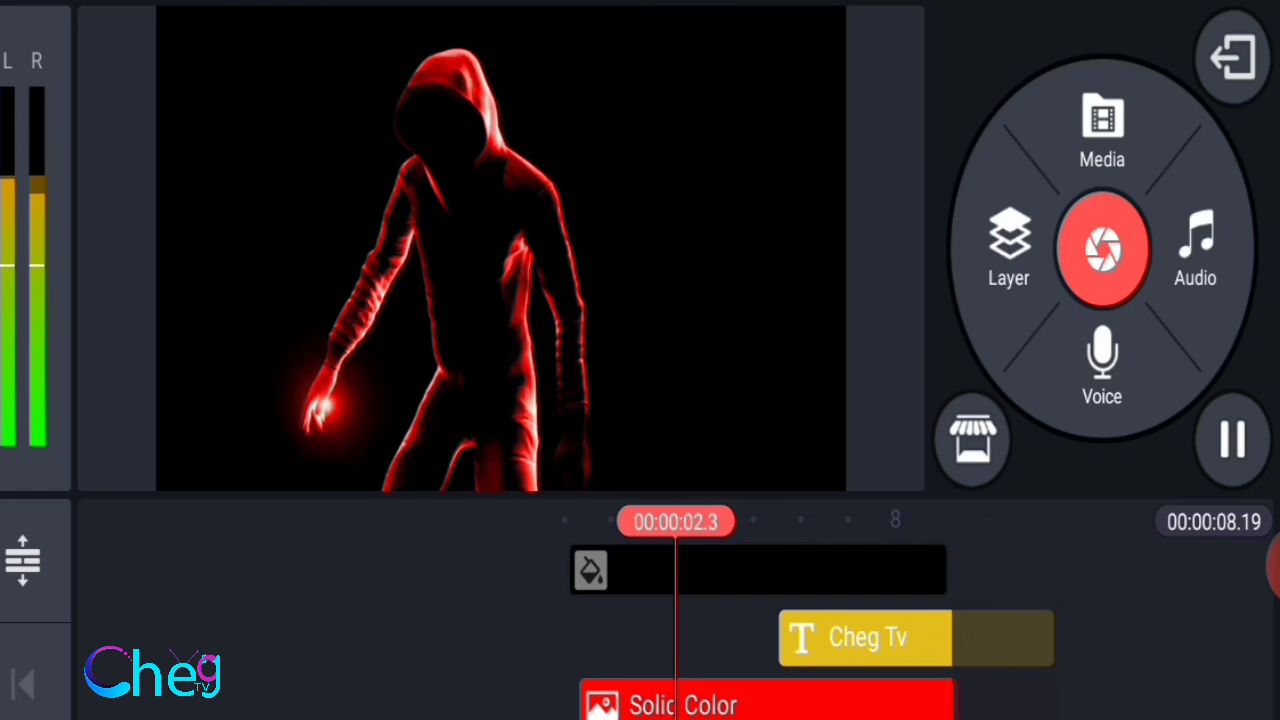 L R
Media
Layer
Audio
Voice
00:00:02.3
8
00:00:08.19
T Cheg Tv
Solid Color
Cheg
TV